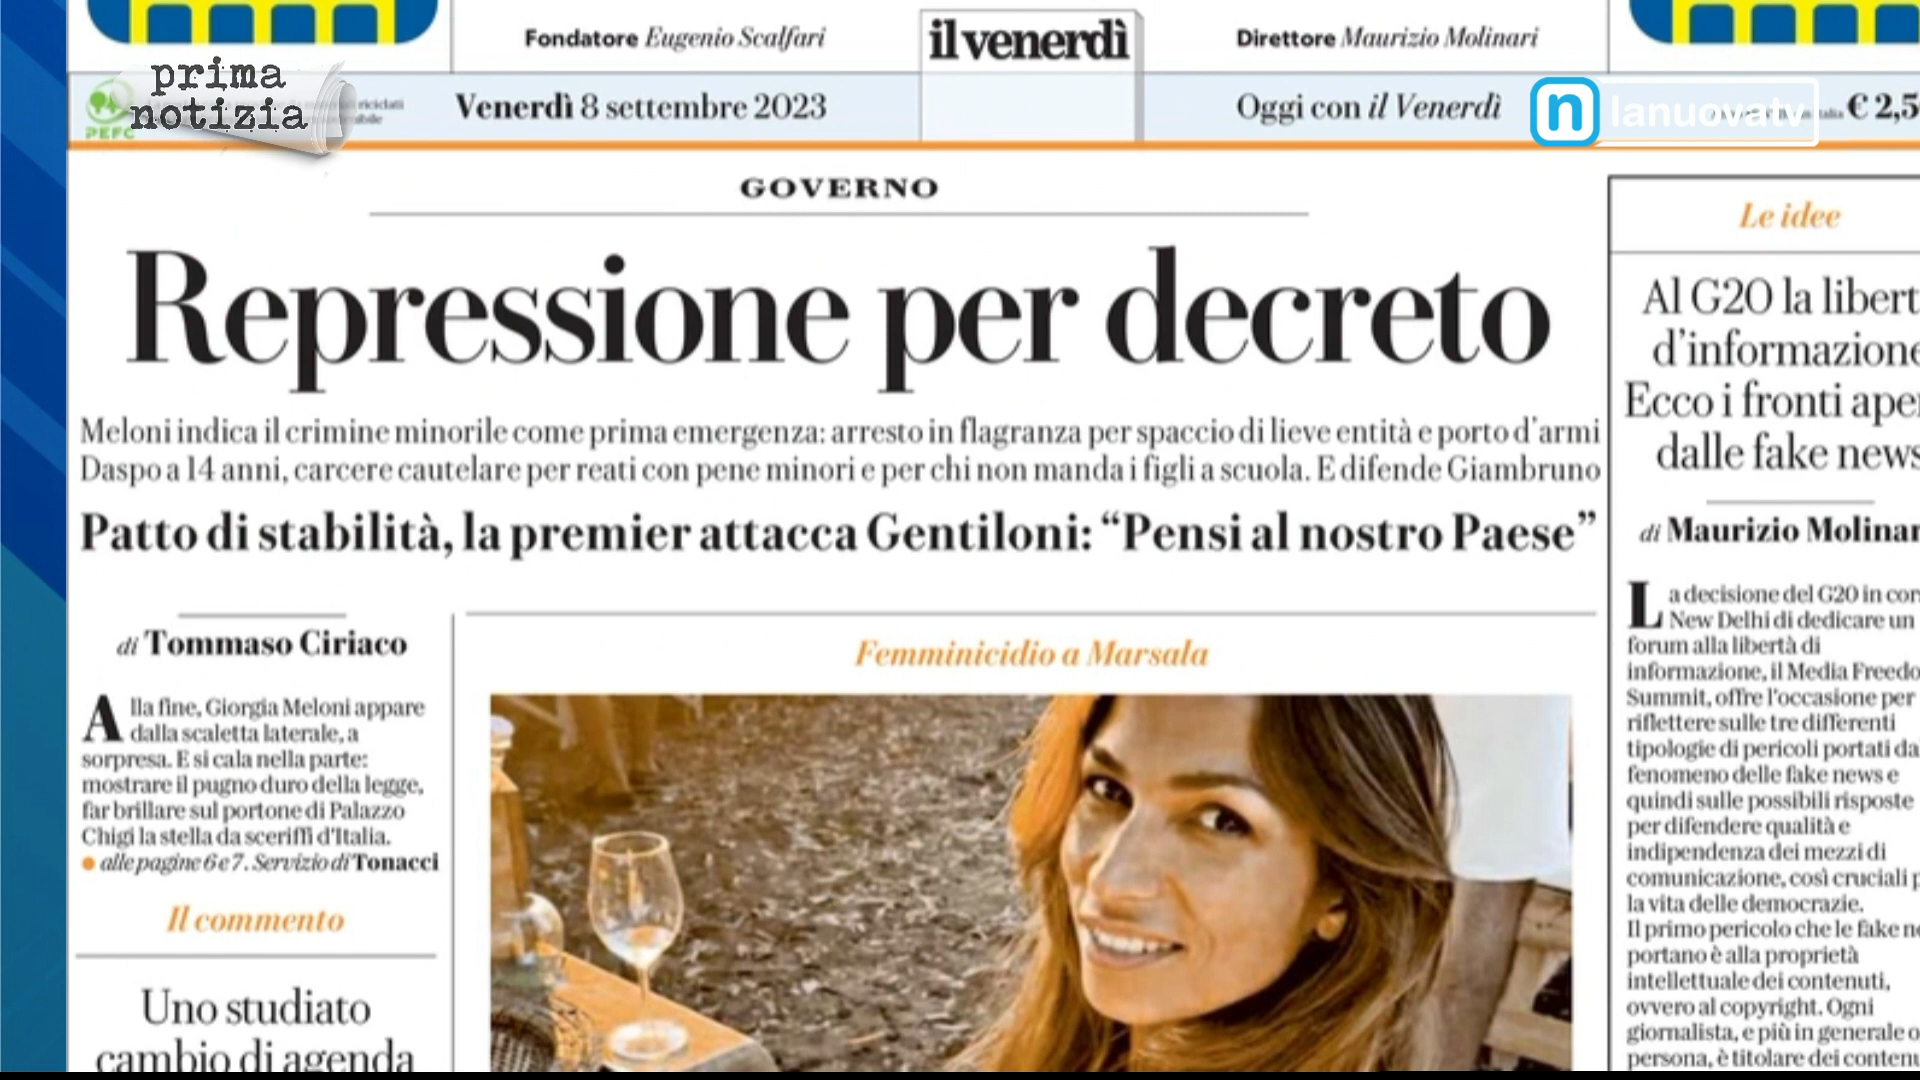 Fondatore Eugenio Scalfari
il venerdì
Direttore Maurizio Molinari
prima
notizia
PEFC
Venerdì 8 settembre 2023
Oggi con il Venerdì
n lanuovatv
€ 2,5
GOVERNO
Repressione per decreto
Meloni indica il crimine minorile come prima emergenza: arresto in flagranza per spaccio di lieve entità e porto d'armi
Daspo a 14 anni, carcere cautelare per reati con pene minori e per chi non manda i figli a scuola. E difende Giambruno
Patto di stabilità, la premier attacca Gentiloni: “Pensi al nostro Paese”
di Tommaso Ciriaco
Alla fine, Giorgia Meloni appare
dalla scaletta laterale, a
sorpresa. E si cala nella parte:
mostrare il pugno duro della legge,
far brillare sul portone di Palazzo
Chigi la stella da sceriffi d'Italia.
● alle pagine 6 e 7. Servizio di Tonacci
Il commento
Uno studiato
cambio di agenda
Femminicidio a Marsala
Le idee
Al G20 la libert
d'informazione
Ecco i fronti ape
dalle fake news
di Maurizio Molinar
La decisione del G20 in cor
New Delhi di dedicare un
forum alla libertà di
informazione, il Media Freedo
Summit, offre l'occasione per
riflettere sulle tre differenti
tipologie di pericoli portati da
fenomeno delle fake news e
quindi sulle possibili risposte
per difendere qualità e
indipendenza dei mezzi di
comunicazione, così cruciali p
la vita delle democrazie.
Il primo pericolo che le fake n
portano è alla proprietà
intellettuale dei contenuti,
ovvero al copyright. Ogni
giornalista, e più in generale o
persona, è titolare dei contenu